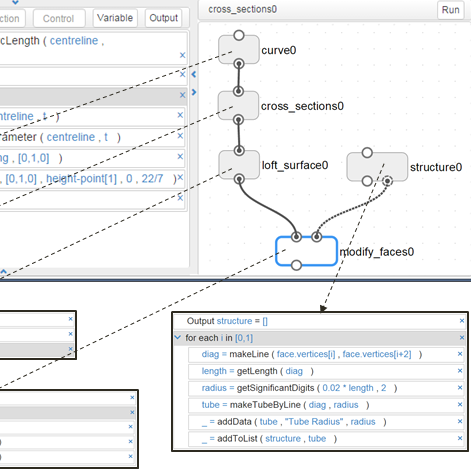 cross_sections0
Run
ction
Control
Variable
Output
cLength ( centreline ,
ntreline , t )
rameter ( centreline , t )
ng , [0,1,0] )
, [0,1,0] , height-point[1] , 0 , 22/7 )
curve0
cross_sections0
loft_surface0
structure0
modify_faces0
Output structure = []
for each i in [0,1]
diag = makeLine ( face.vertices[i] , face.vertices[i+2] )
length = getLength ( diag )
radius = getSignificantDigits ( 0.02 * length , 2 )
tube = makeTubeByLine ( diag , radius )
_ = addData ( tube , "Tube Radius" , radius )
_ = addToList ( structure , tube )